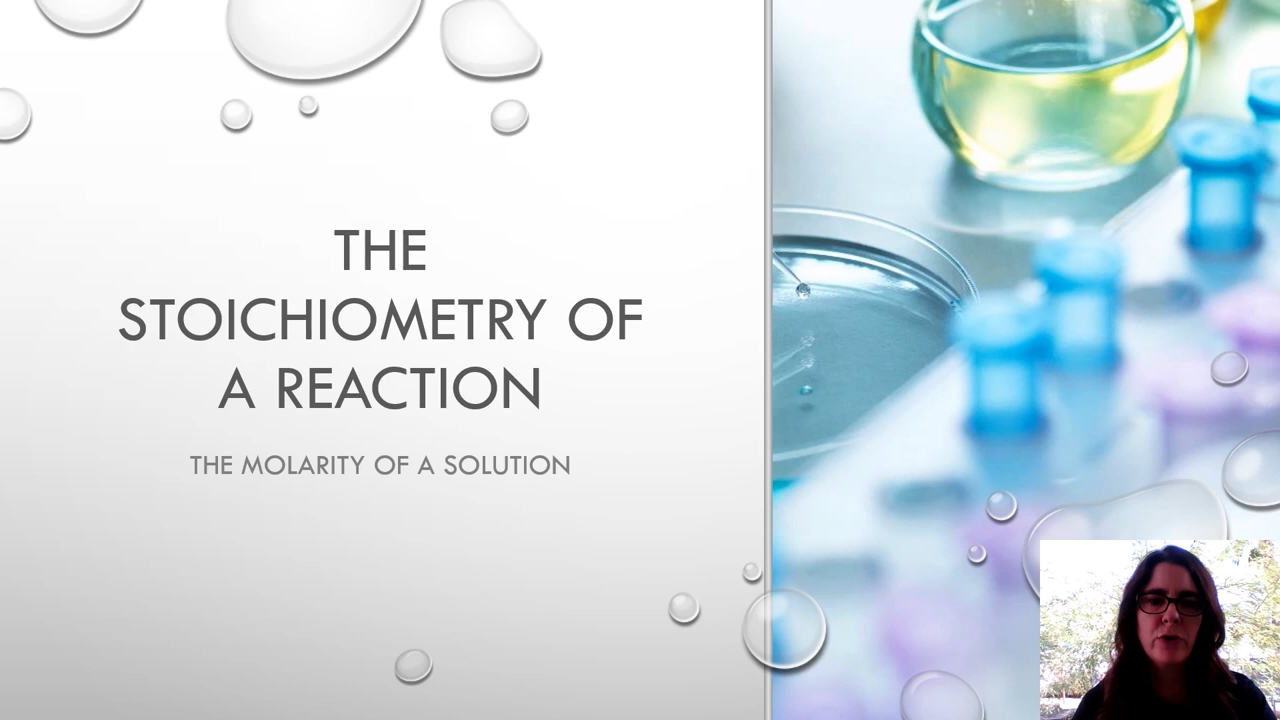 THE
STOICHIOMETRY OF
A REACTION
THE MOLARITY OF A SOLUTION